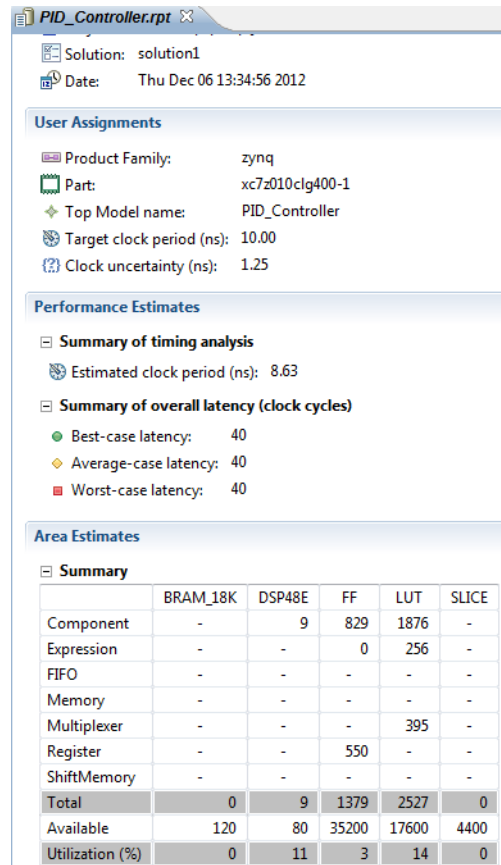 PID_Controller.rpt
Solution: solution1
Date: Thu Dec 06 13:34:56 2012
User Assignments
Product Family: zynq
Part: xc7z010clg400-1
Top Model name: PID_Controller
Target clock period (ns): 10.00
Clock uncertainty (ns): 1.25
Performance Estimates
Summary of timing analysis
Estimated clock period (ns): 8.63
Summary of overall latency (clock cycles)
Best-case latency: 40
Average-case latency: 40
Worst-case latency: 40
Area Estimates
Summary
BRAM_18K DSP48E FF LUT SLICE
Component - 9 829 1876 -
Expression - - 0 256 -
FIFO - - - - -
Memory - - - - -
Multiplexer - - - 395 -
Register - - 550 - -
ShiftMemory - - - - -
Total 0 9 1379 2527 0
Available 120 80 35200 17600 4400
Utilization (%) 0 11 3 14 0